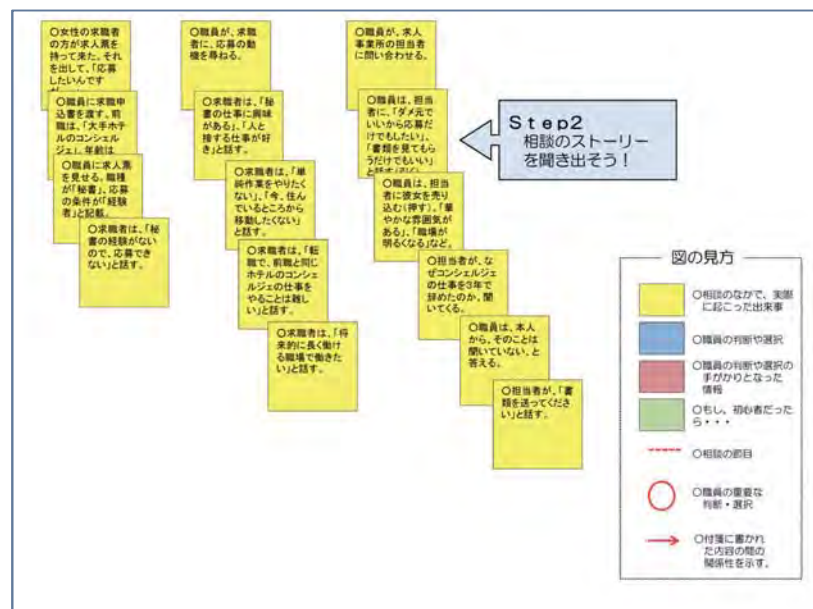 ○女性の求職者
の方が求人票を
持って来た。それ
を出して、「応募
したいんです
○職員に求職申
込書を渡す。前
職は、「大手ホテ
ルのコンシェル
ジェ」。年齢は
○職員に求人票
を見せる。職種
が「秘書」、応募
の条件が「経験
者」と記載。
○求職者は、「秘
書の経験がない
ので、応募でき
ない」と話す。
○職員が、求職
者に、応募の動
機を尋ねる。
○求職者は、「秘
書の仕事に興味
がある」、「人と
接する仕事が好
き」と話す。
○求職者は、「単
純作業をやりたく
ない」、「今、住ん
でいるところから
移動したくない」
と話す。
○求職者は、「転
職で、前職と同じ
ホテルのコンシェ
ルジェの仕事を
やることは難し
い」と話す。
○求職者は、「将
来的に長く働け
る職場で働きた
い」と話す。
○職員が、求人
事業所の担当者
に問い合わせる。
○職員は、担当
者に、「ダメ元で
いいから応募だ
けでもしたい」、
「書類を見てもら
うだけでもいい」
と話す(引く)。
○職員は、担当
者に彼女を売り
込む(押す)。「華
やかな雰囲気が
ある」、「職場が
明るくなる」など。
○担当者が、なぜ
コンシェルジェ
の仕事を3年で
辞めたのか、聞
いてくる。
○職員は、本人
から、そのことは
聞いていない、と
答える。
○担当者が、「書
類を送ってくださ
い」と話す。
Step2
相談のストーリー
を聞き出そう!
図の見方
○相談のなかで、実際
に起こった出来事
○職員の判断や選択
○職員の判断や選択の
手がかりとなった
情報
○もし、初心者だった
ら・・・
○相談の節目
○職員の重要な
判断・選択
○付箋に書かれ
た内容の間の
関係性を示す。